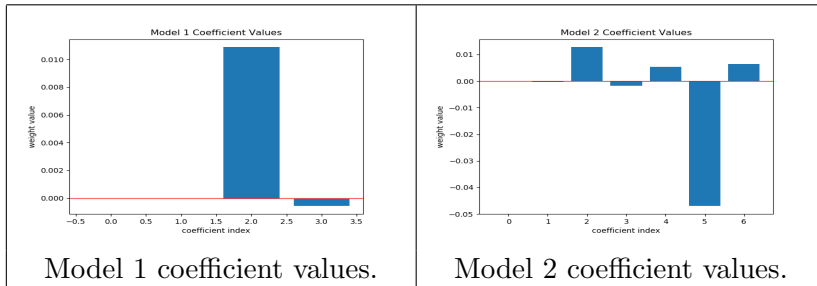 Model 1 Coefficient Values
0.010
0.008
0.006
0.004
0.002
0.000
weight value
−0.5 0.0 0.5 1.0 1.5 2.0 2.5 3.0 3.5
coefficient index
Model 1 coefficient values.
Model 2 Coefficient Values
0.01
0.00
−0.01
−0.02
−0.03
−0.04
−0.05
weight value
0 1 2 3 4 5 6
coefficient index
Model 2 coefficient values.